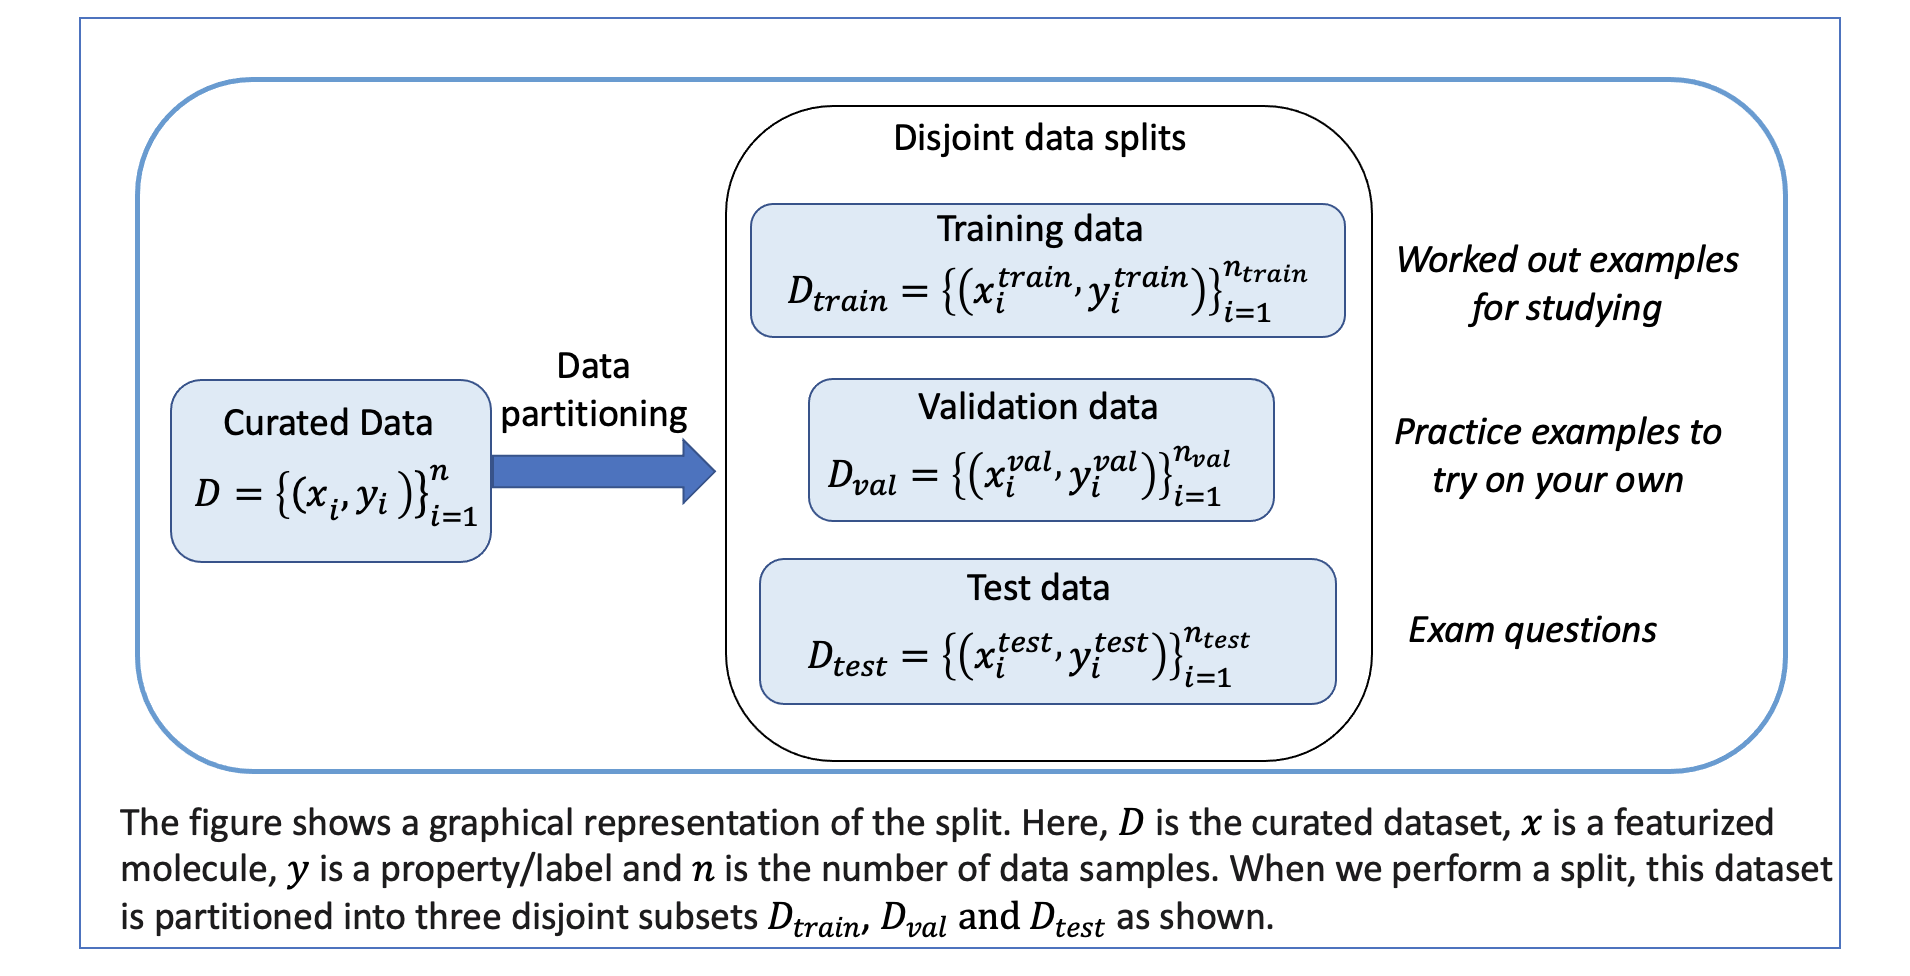 Disjoint data splits
Training data
$D_{train} = \{(x_i^{train}, y_i^{train})\}_{i=1}^{n_{train}}$
Worked out examples
for studying
Data
partitioning
Curated Data
$D = \{(x_i, y_i)\}_{i=1}^{n}$
Validation data
$D_{val} = \{(x_i^{val}, y_i^{val})\}_{i=1}^{n_{val}}$
Practice examples to
try on your own
Test data
$D_{test} = \{(x_i^{test}, y_i^{test})\}_{i=1}^{n_{test}}$
Exam questions
The figure shows a graphical representation of the split. Here, $D$ is the curated dataset, $x$ is a featurized
molecule, $y$ is a property/label and $n$ is the number of data samples. When we perform a split, this dataset
is partitioned into three disjoint subsets $D_{train}$, $D_{val}$ and $D_{test}$ as shown.